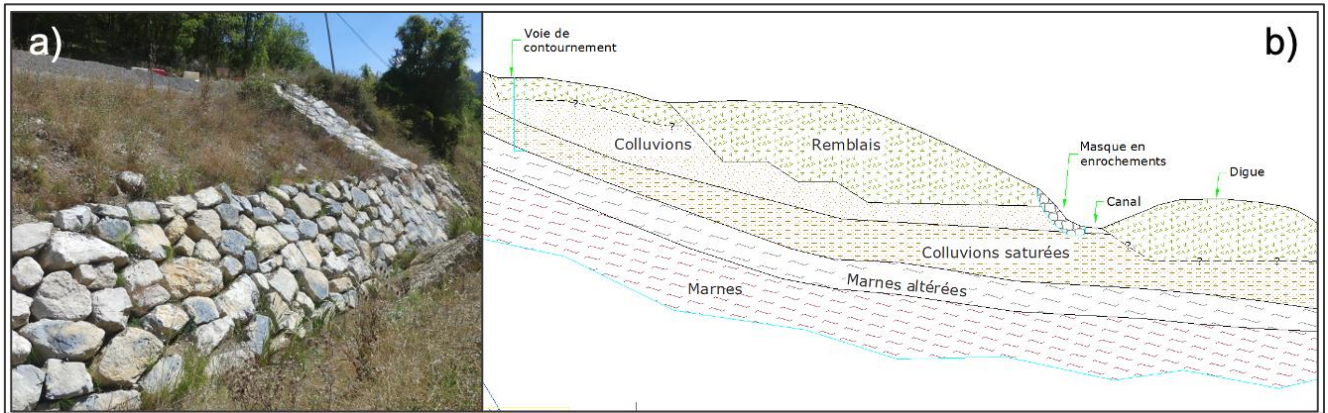 a)
b)
Voie de
contournement
Colluvions
Remblais
Masque en
enrochements
Digue
Canal
?
?
?
?
?
Colluvions saturées
Marnes altérées
Marnes